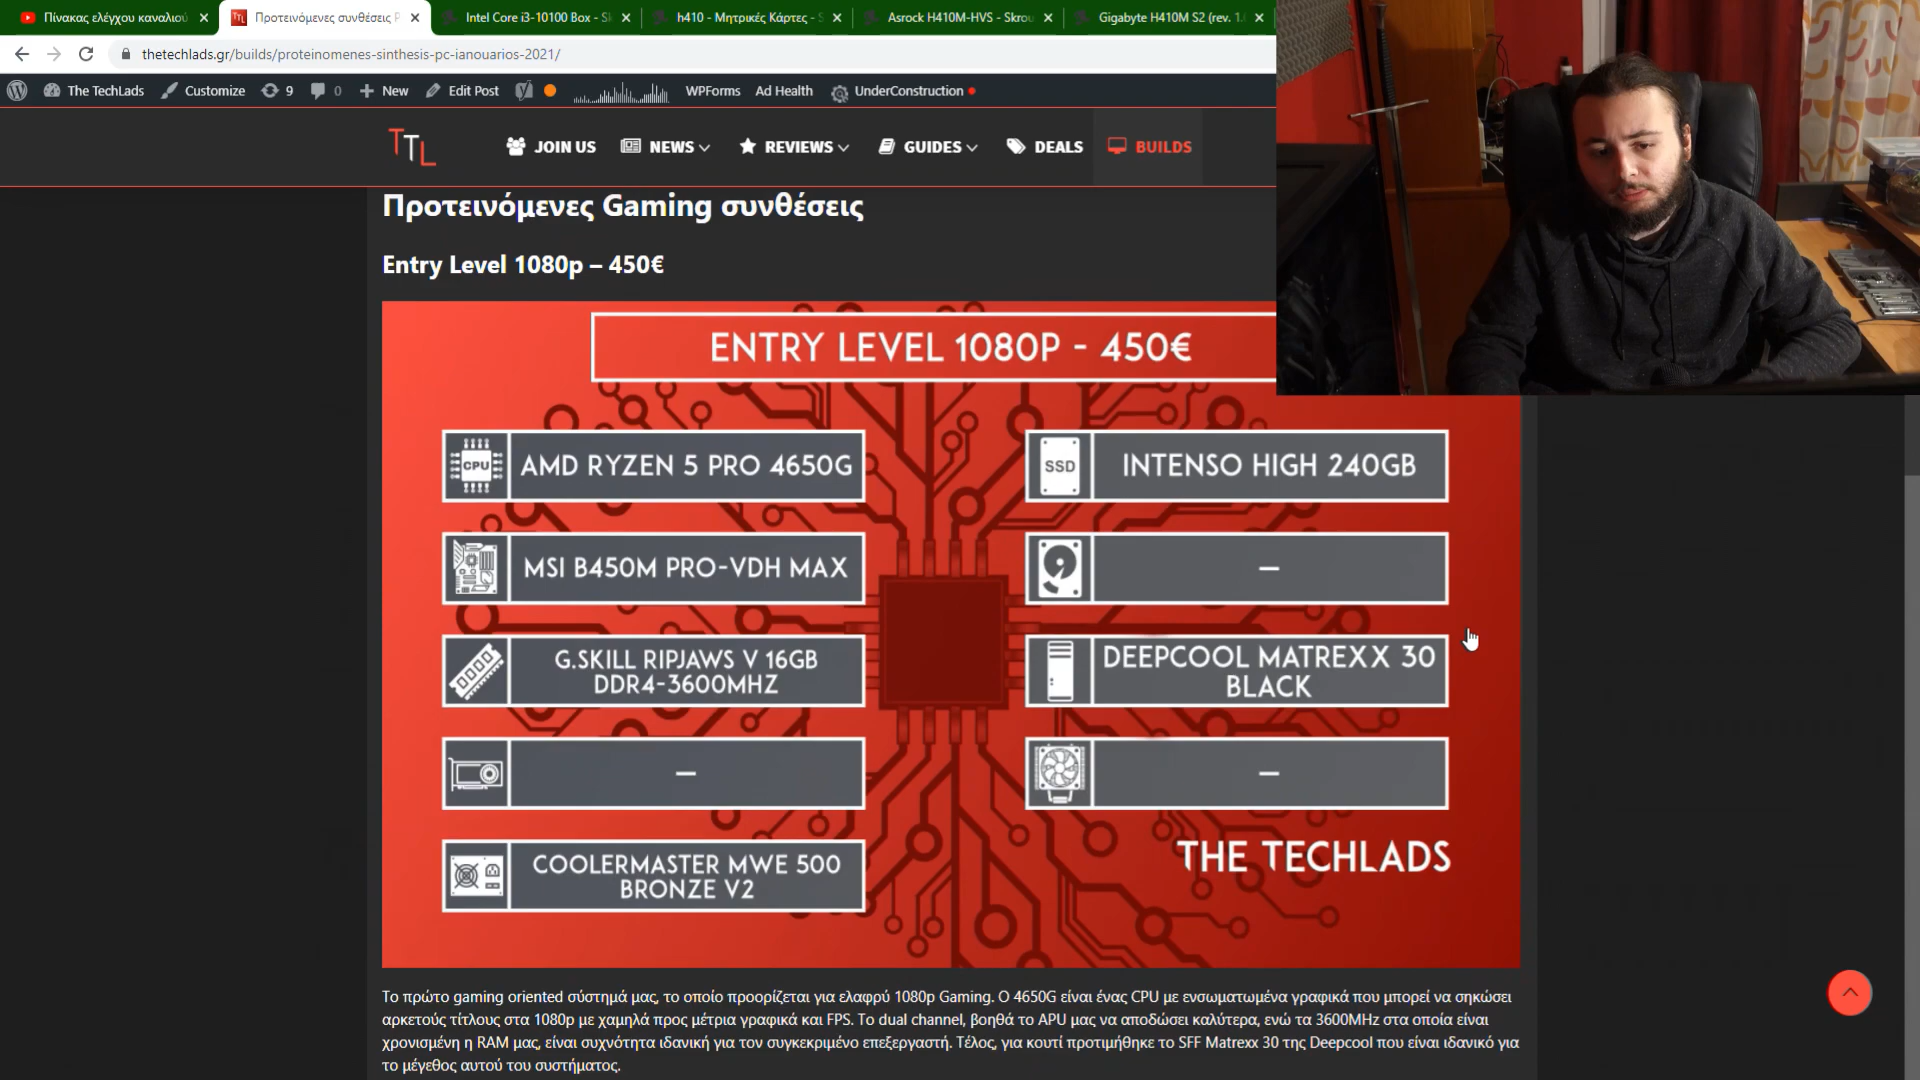 Πίνακας ελέγχου καναλιού
Προτεινόμενες συνθέσεις P
Intel Core i3-10100 Box - Sk
h410 - Μητρικές Κάρτες - S
Asrock H410M-HVS - Skrou
Gigabyte H410M S2 (rev. 1.
thetechlads.gr/builds/proteinomenes-sinthesis-pc-ianouarios-2021/
The TechLads
Customize
9
0
New
Edit Post
WPForms
Ad Health
UnderConstruction
TTL
JOIN US
NEWS
REVIEWS
GUIDES
DEALS
BUILDS
Προτεινόμενες Gaming συνθέσεις
Entry Level 1080p – 450€
ENTRY LEVEL 1080P - 450€
CPU
AMD RYZEN 5 PRO 4650G
SSD
INTENSO HIGH 240GB
MSI B450M PRO-VDH MAX
–
G.SKILL RIPJAWS V 16GB
DDR4-3600MHZ
DEEPCOOL MATREXX 30
BLACK
–
–
COOLERMASTER MWE 500
BRONZE V2
THE TECHLADS
Το πρώτο gaming oriented σύστημά μας, το οποίο προορίζεται για ελαφρύ 1080p Gaming. Ο 4650G είναι ένας CPU με ενσωματωμένα γραφικά που μπορεί να σηκώσει
αρκετούς τίτλους στα 1080p με χαμηλά προς μέτρια γραφικά και FPS. Το dual channel, βοηθά το APU μας να αποδώσει καλύτερα, ενώ τα 3600MHz στα οποία είναι
χρονισμένη η RAM μας, είναι συχνότητα ιδανική για τον συγκεκριμένο επεξεργαστή. Τέλος, για κουτί προτιμήθηκε το SFF Matrexx 30 της Deepcool που είναι ιδανικό για
το μέγεθος αυτού του συστήματος.